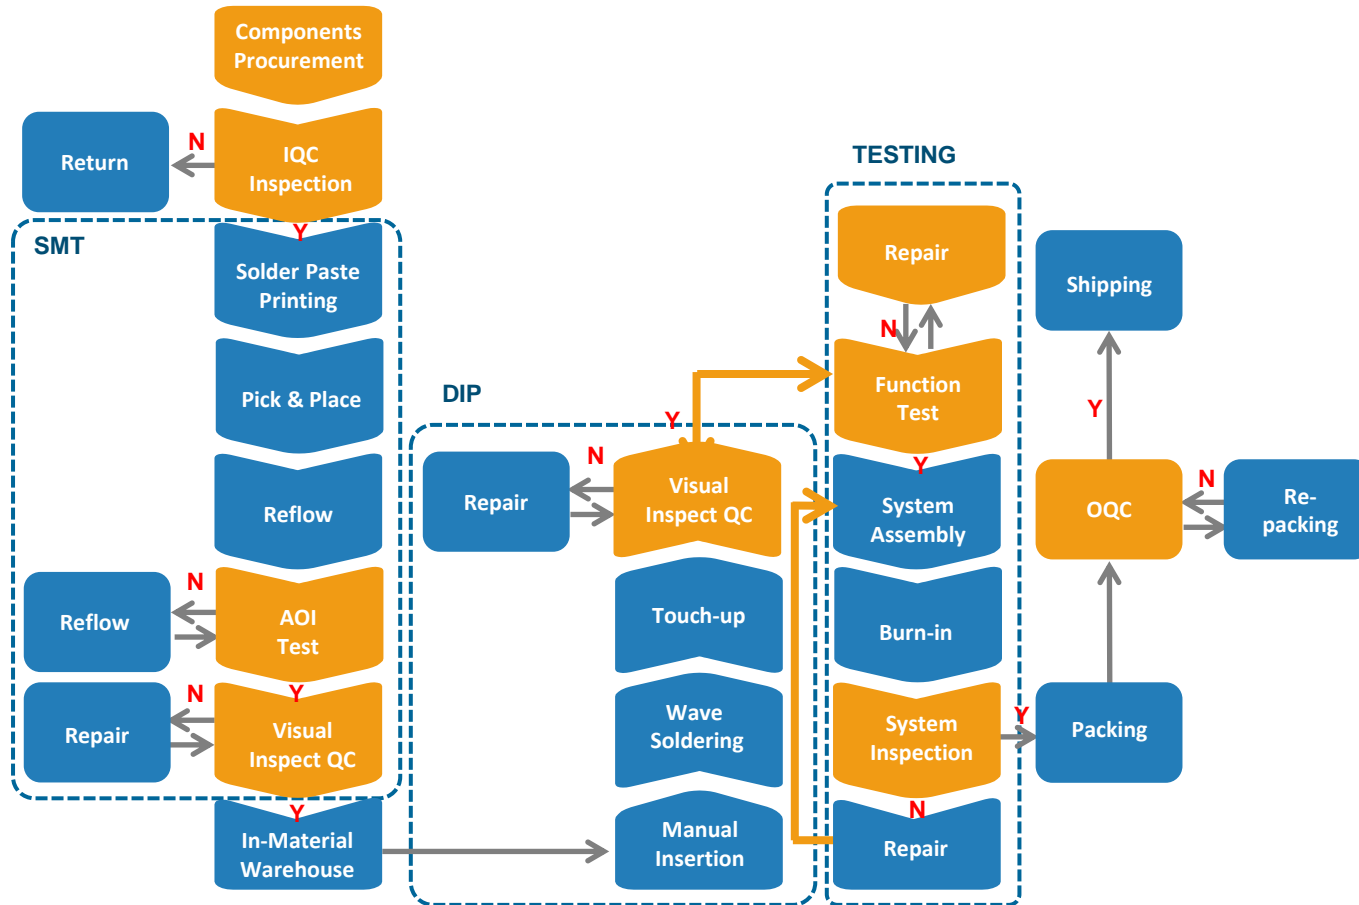 Components
Procurement
N
Return
IQC
Inspection
SMT
Y
Solder Paste
Printing
Pick & Place
Reflow
N
Reflow
AOI
Test
N
Y
Repair
Visual
Inspect QC
Y
In-Material
Warehouse
DIP
Y
N
Repair
Visual
Inspect QC
Touch-up
Wave
Soldering
Manual
Insertion
TESTING
Repair
N
Function
Test
Y
System
Assembly
Burn-in
System
Inspection
Y
N
Repair
Shipping
Y
OQC
N
Re-
packing
Packing